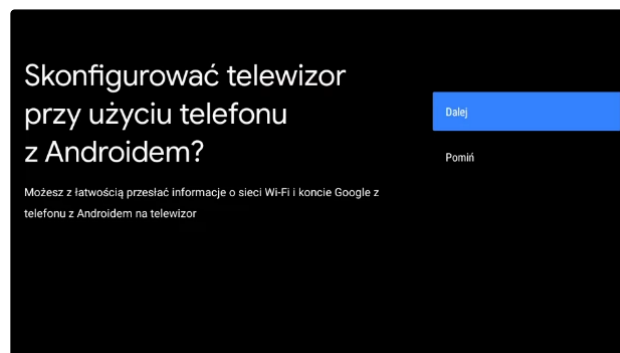 Skonfigurować telewizor
przy użyciu telefonu
z Androidem?
Możesz z łatwością przesłać informacje o sieci Wi-Fi i koncie Google z
telefonu z Androidem na telewizor
Dalej
Pomiń